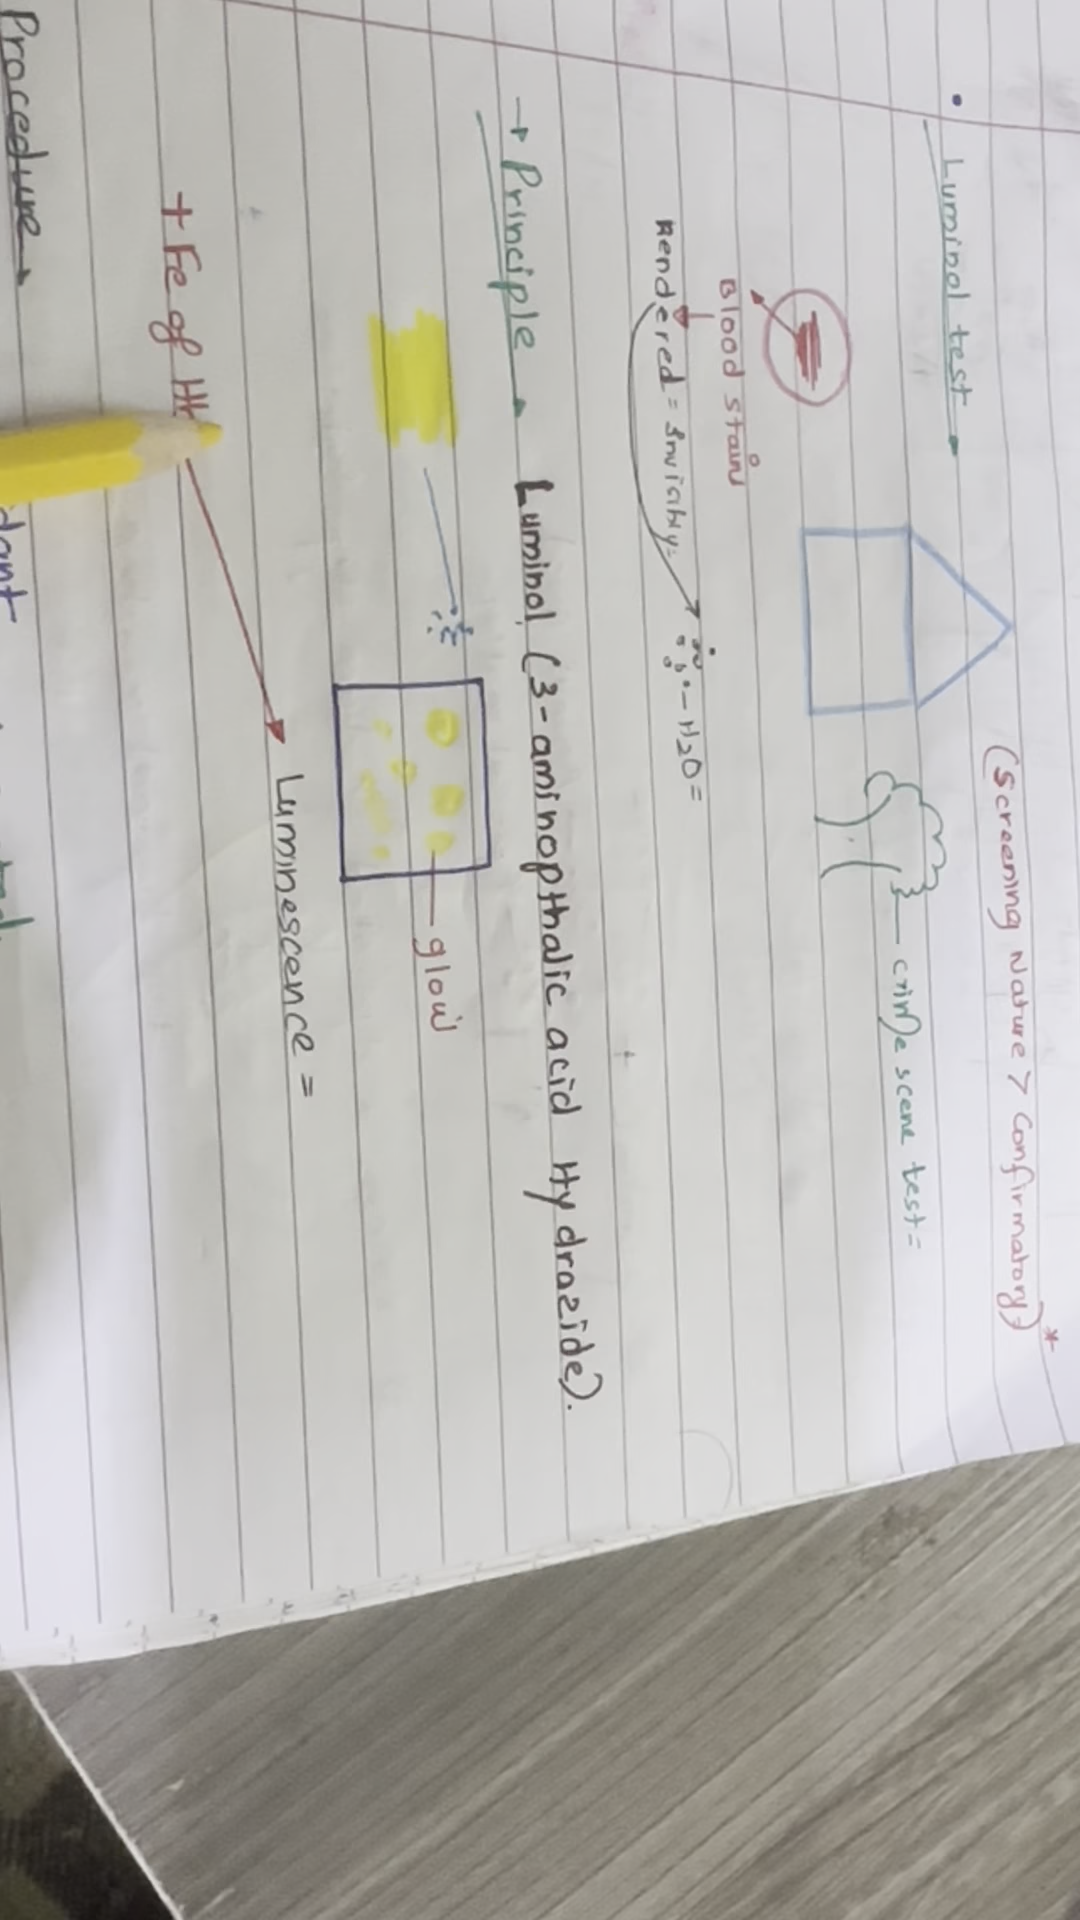 (Screening Nature > Confirmatory) *
• Luminol test →
crime scene test =
Blood stain
Rendered = Invisibly =
H₂O =
→ Principle → Luminol (3-aminopthalic acid Hydrazide).
glow
Luminescence =
+ Fe of
Procedure →